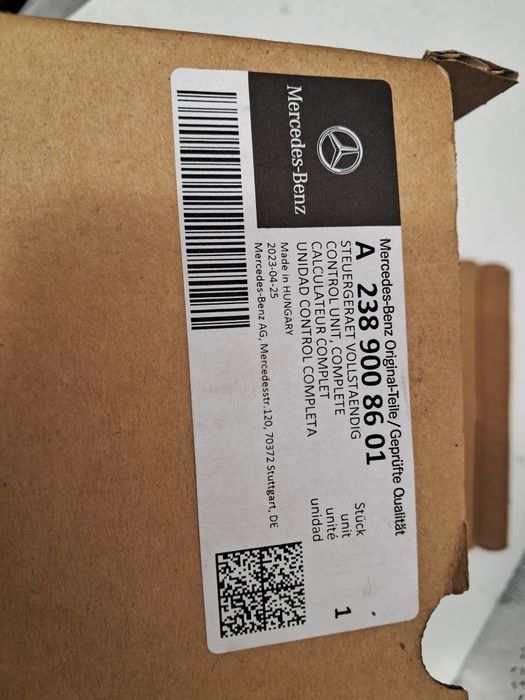 Mercedes-Benz
Mercedes-Benz Original-Teile/Geprüfte Qualität
A 238 900 86 01
STEUERGERAET VOLLSTAENDIG
CONTROL UNIT, COMPLETE
CALCULATEUR COMPLET
UNIDAD CONTROL COMPLETA
Stück
unit
unité
unidad
1
Made in HUNGARY
2023-04-25
Mercedes-Benz AG, Mercedesstr.120, 70372 Stuttgart, DE